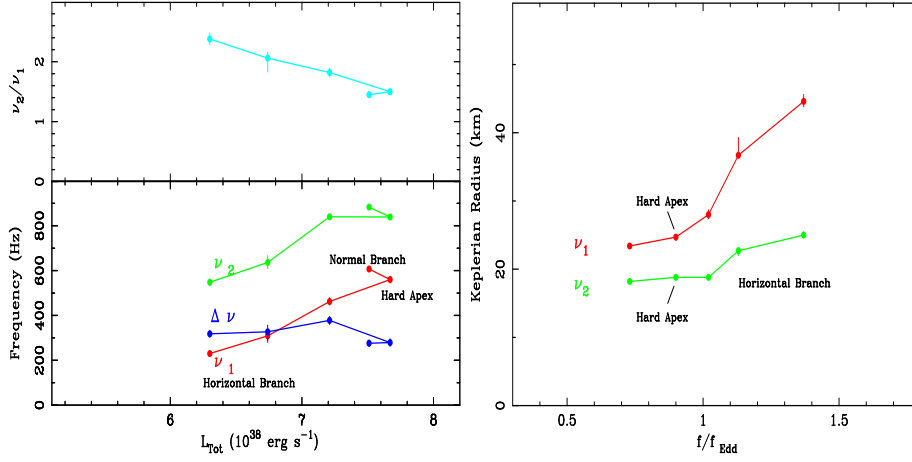 ν2/ν1
2
1
0
Frequency (Hz)
800
600
400
200
0
ν 2
Δ ν
ν 1
Normal Branch
Hard Apex
Horizontal Branch
6 7 8
LTot (10^38 erg s^-1)
Keplerian Radius (km)
40
20
0
ν1
ν2
Hard Apex
Hard Apex
Horizontal Branch
0.5 1 1.5
f/fEdd